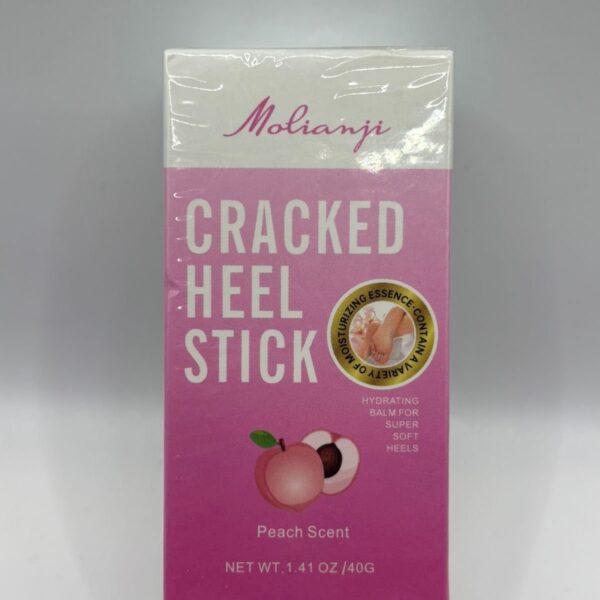 Molianji
CRACKED
HEEL
STICK
CONTAIN A VARIETY OF MOISTURIZING ESSENCE·
HYDRATING
BALM FOR
SUPER
SOFT
HEELS
Peach Scent
NET WT.1.41 OZ /40G